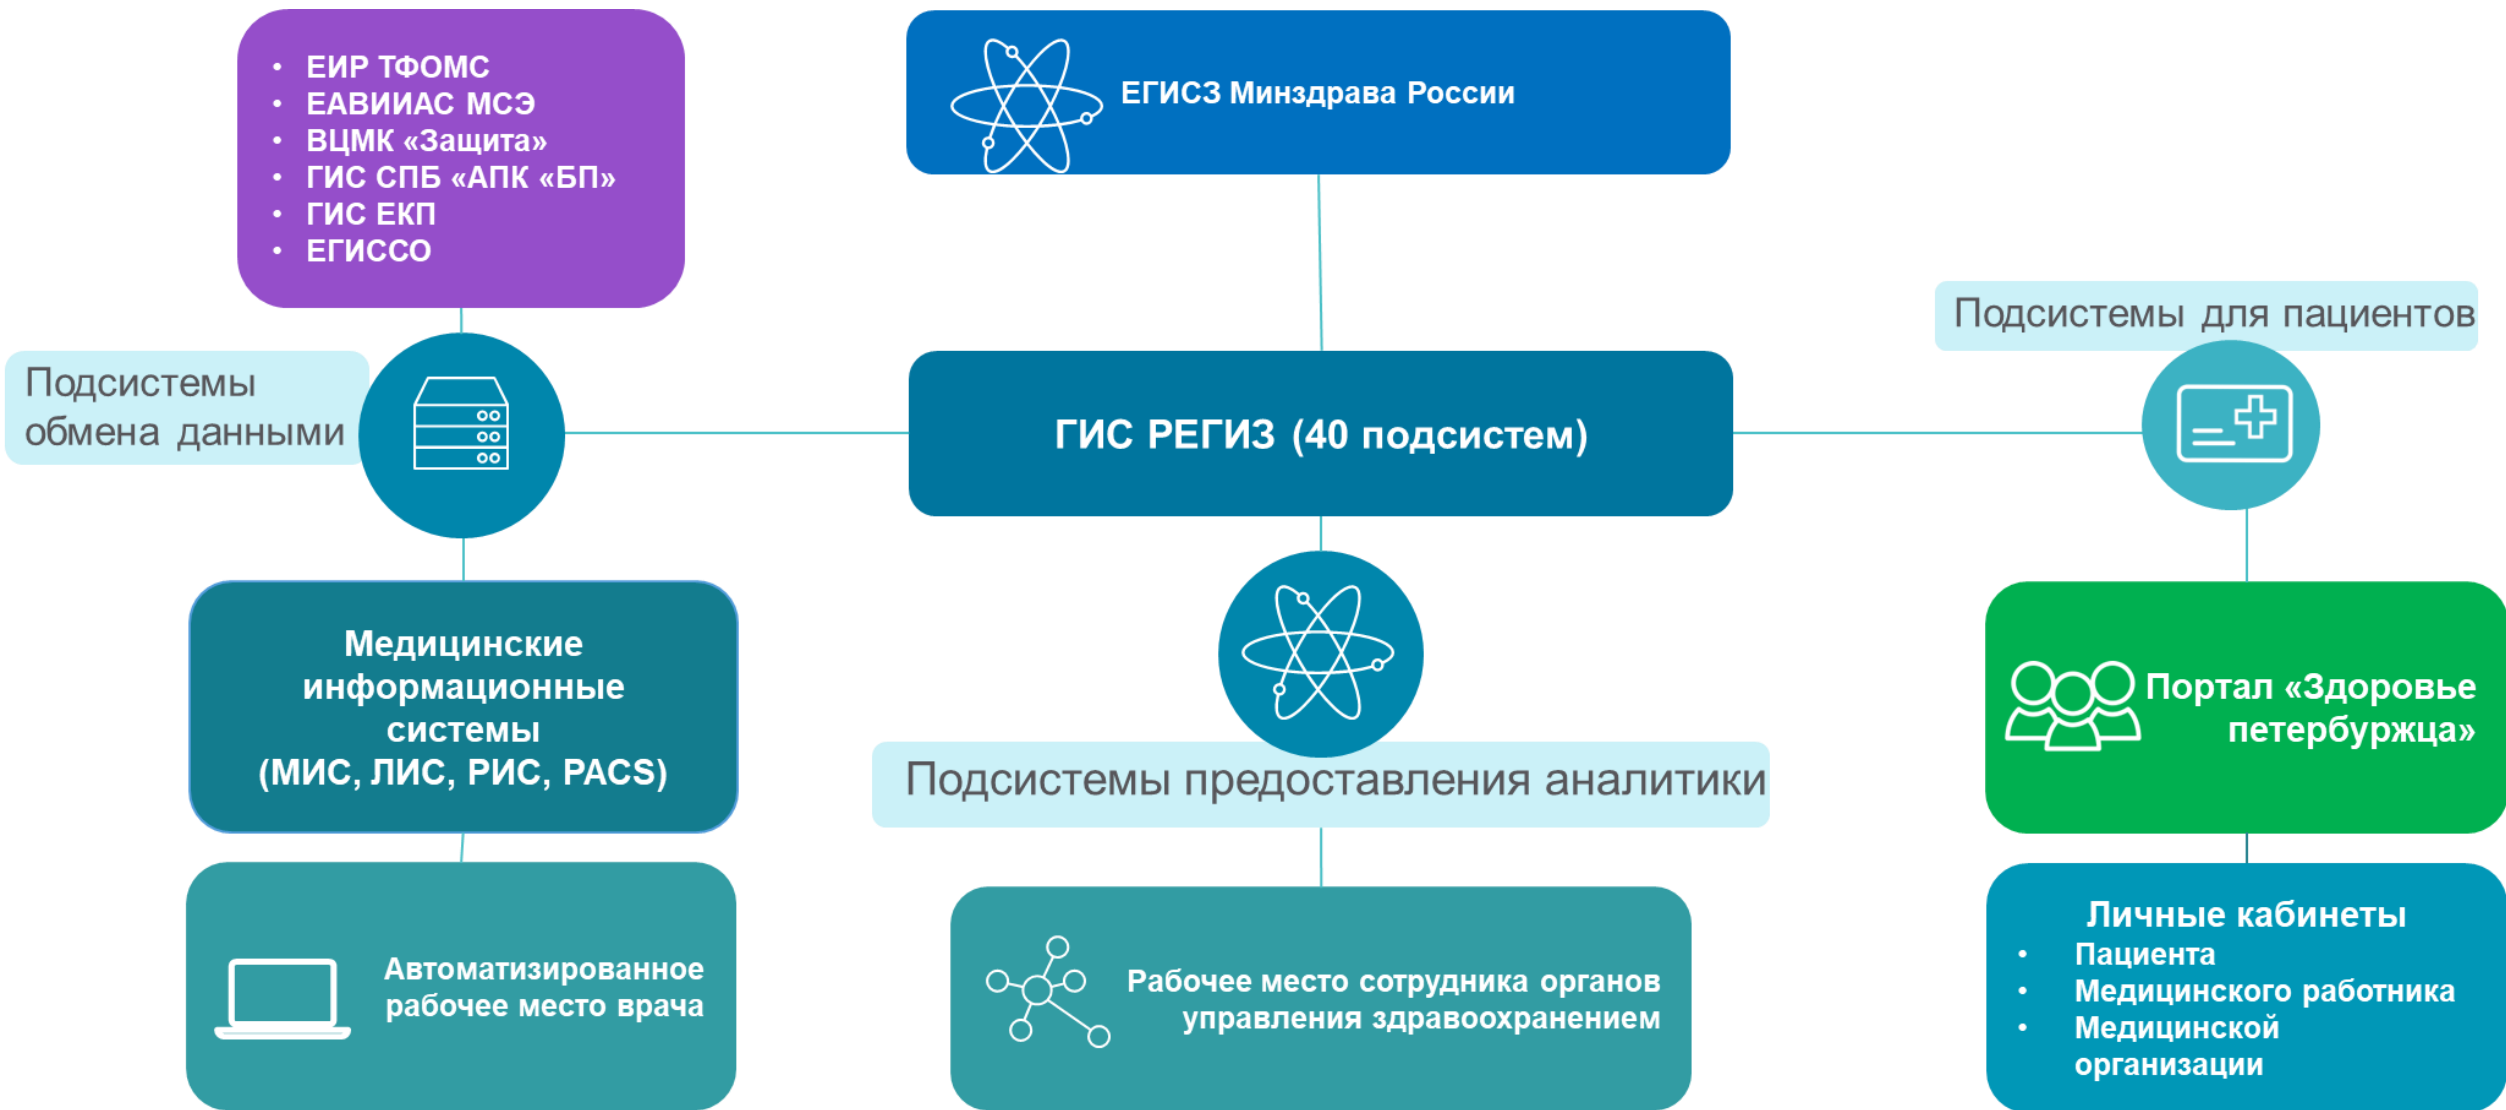 • ЕИР ТФОМС
• ЕАВИИАС МСЭ
• ВЦМК «Защита»
• ГИС СПБ «АПК «БП»
• ГИС ЕКП
• ЕГИССО
ЕГИСЗ Минздрава России
Подсистемы для пациентов
Подсистемы
обмена данными
ГИС РЕГИЗ (40 подсистем)
Медицинские
информационные
системы
(МИС, ЛИС, РИС, PACS)
Подсистемы предоставления аналитики
Портал «Здоровье
петербуржца»
Автоматизированное
рабочее место врача
Рабочее место сотрудника органов
управления здравоохранением
Личные кабинеты
• Пациента
• Медицинского работника
• Медицинской
организации